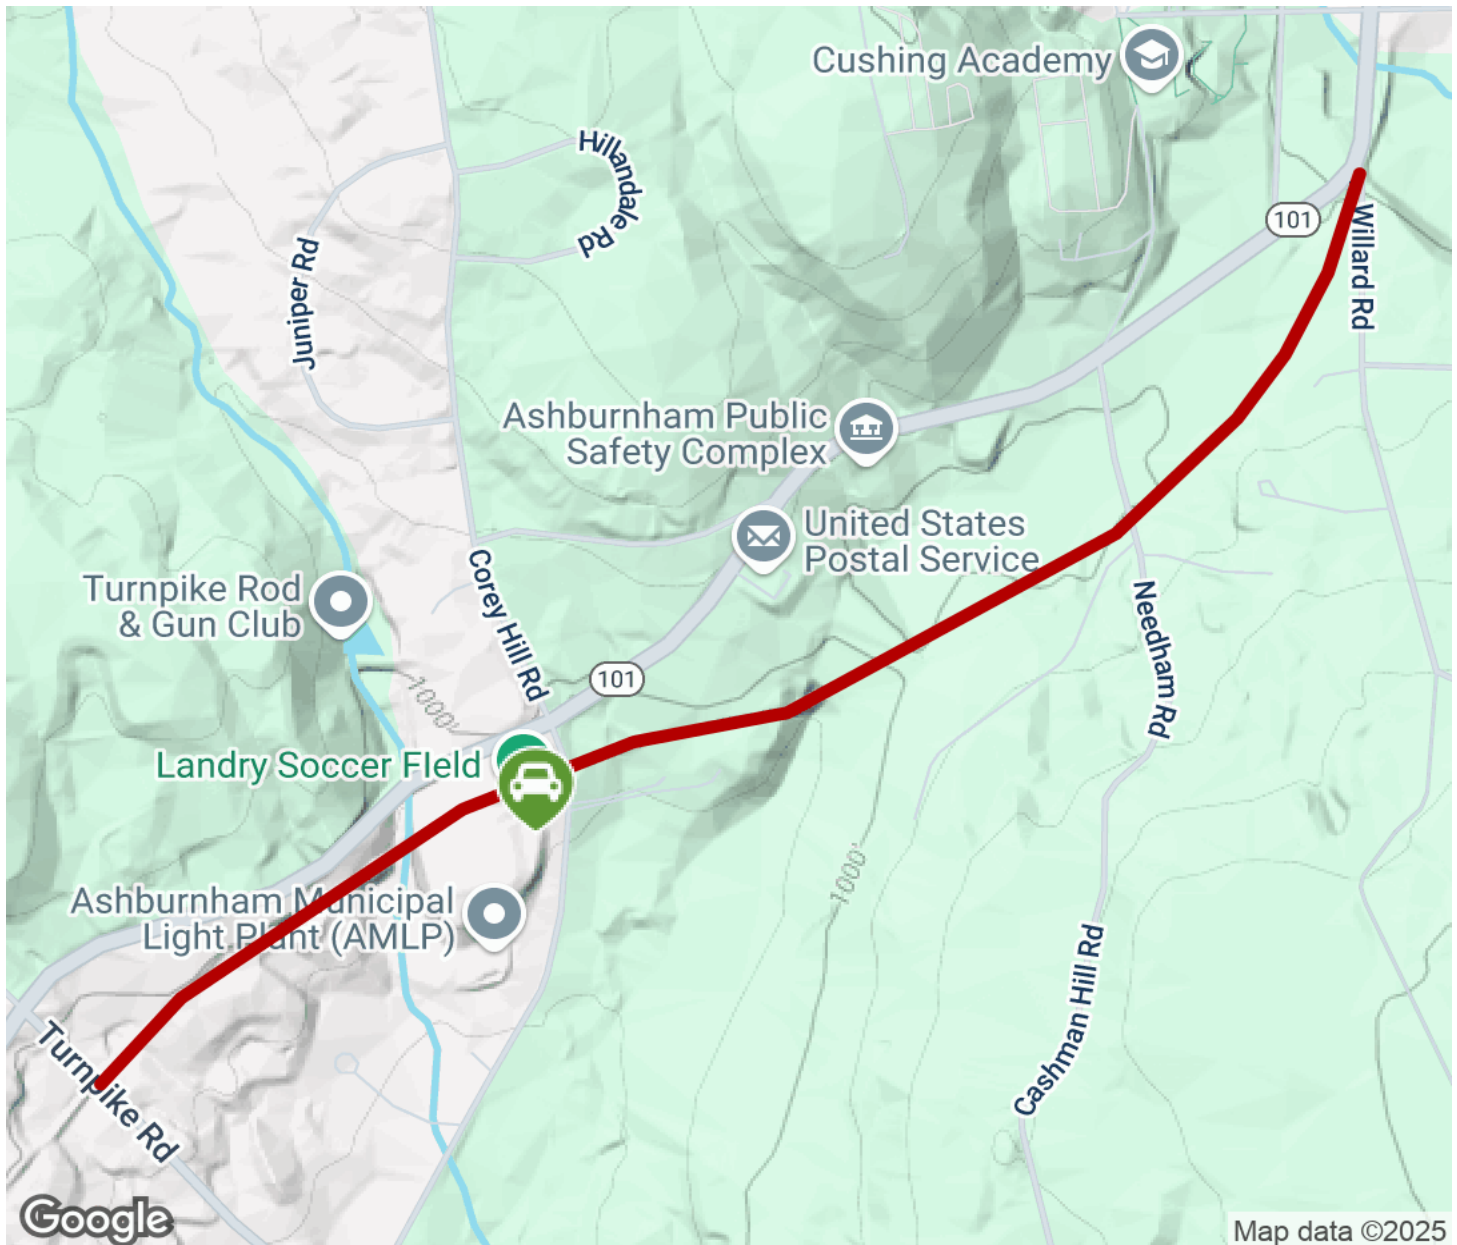 Cushing Academy
Hillandale Rd
101
Willard Rd
Juniper Rd
Ashburnham Public
Safety Complex
United States
Postal Service
Corey Hill Rd
Turnpike Rod
& Gun Club
Needham Rd
101
1000'
Landry Soccer FIeld
1000'
Ashburnham Municipal
Light Plant (AMLP)
Cashman Hill Rd
Turnpike Rd
Google
Map data ©2025